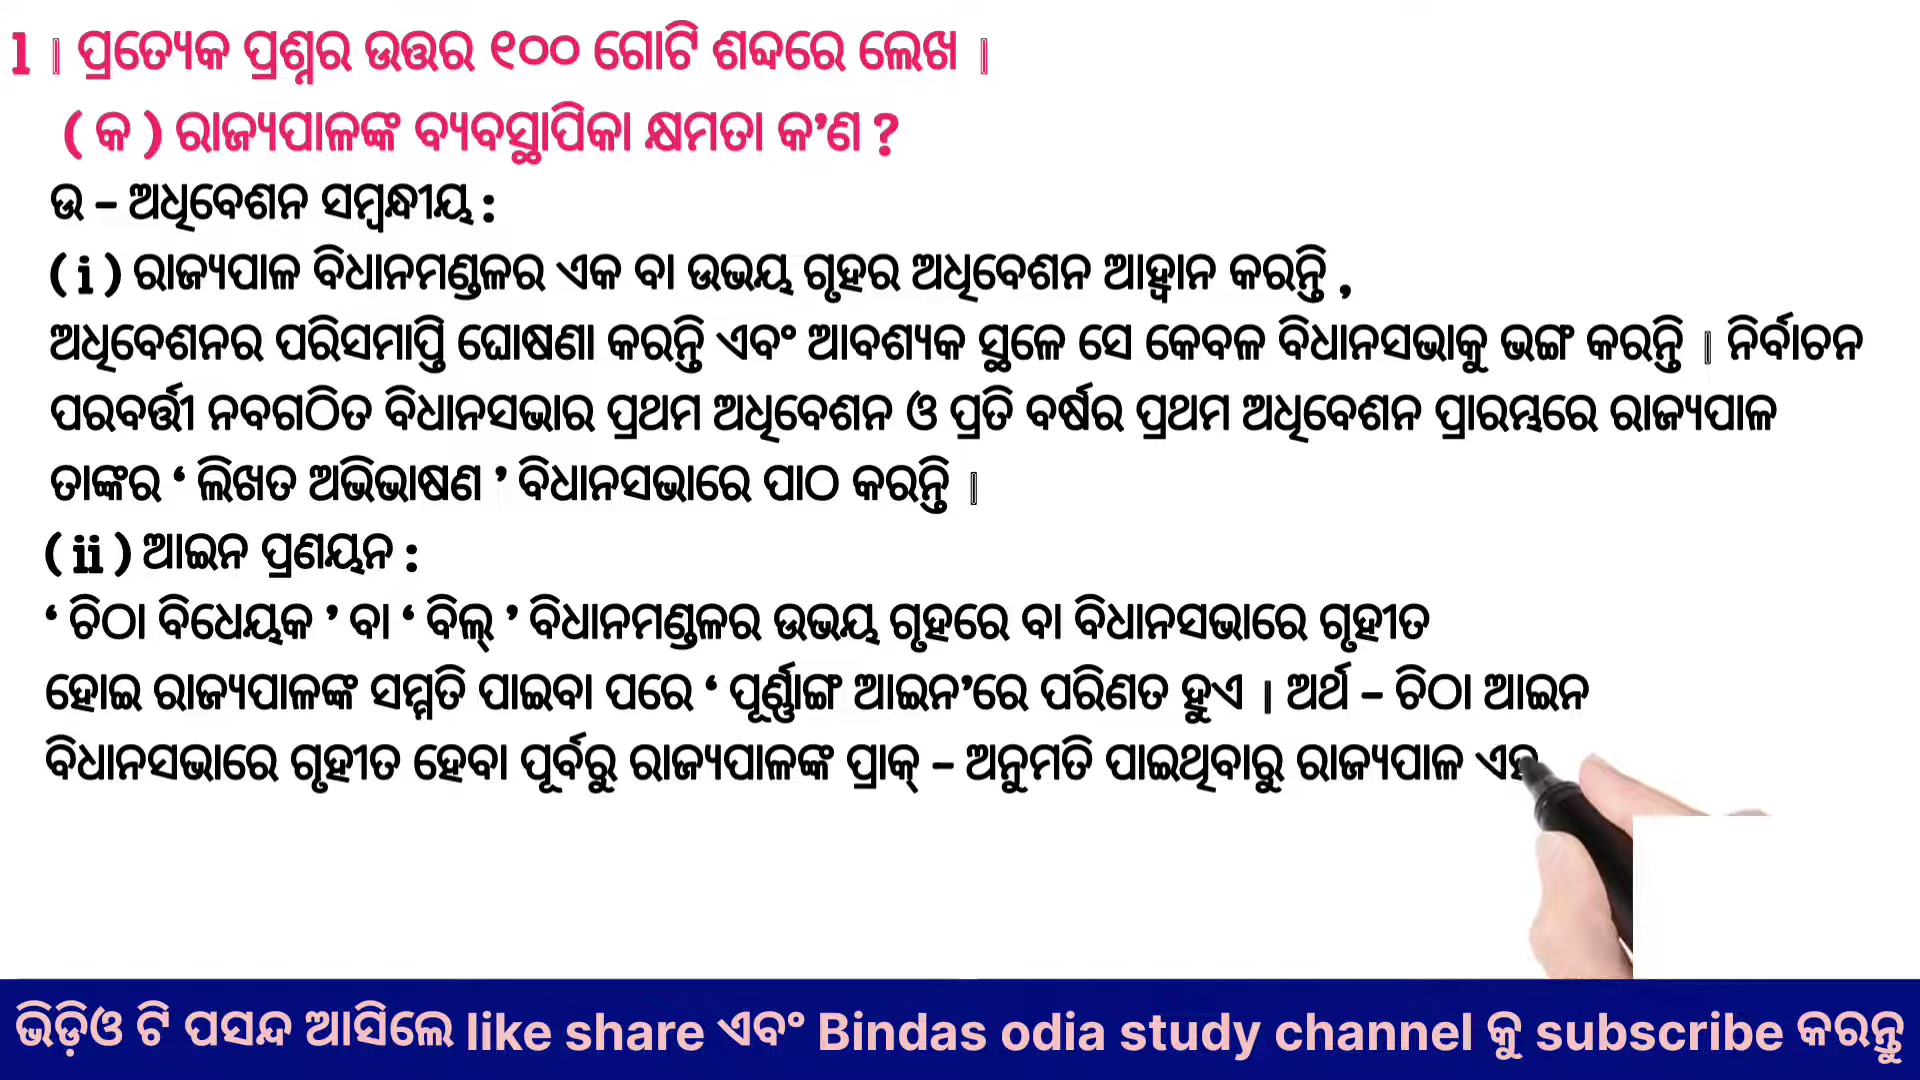 1 | ପ୍ରତ୍ୟେକ ପ୍ରଶ୍ନର ଉତ୍ତର ୧୦୦ ଗୋଟି ଶବ୍ଦରେ ଲେଖ |
( କ ) ରାଜ୍ୟପାଳଙ୍କ ବ୍ୟବସ୍ଥାପିକା କ୍ଷମତା କ’ଣ ?
ଉ – ଅଧିବେଶନ ସମ୍ବନ୍ଧୀୟ :
( i ) ରାଜ୍ୟପାଳ ବିଧାନମଣ୍ଡଳର ଏକ ବା ଉଭୟ ଗୃହର ଅଧିବେଶନ ଆହ୍ୱାନ କରନ୍ତି ,
ଅଧିବେଶନର ପରିସମାପ୍ତି ଘୋଷଣା କରନ୍ତି ଏବଂ ଆବଶ୍ୟକ ସ୍ଥଳେ ସେ କେବଳ ବିଧାନସଭାକୁ ଭଙ୍ଗ କରନ୍ତି | ନିର୍ବାଚନ
ପରବର୍ତ୍ତୀ ନବଗଠିତ ବିଧାନସଭାର ପ୍ରଥମ ଅଧିବେଶନ ଓ ପ୍ରତି ବର୍ଷର ପ୍ରଥମ ଅଧିବେଶନ ପ୍ରାରମ୍ଭରେ ରାଜ୍ୟପାଳ
ତାଙ୍କର ‘ ଲିଖତ ଅଭିଭାଷଣ ’ ବିଧାନସଭାରେ ପାଠ କରନ୍ତି |
( ii ) ଆଇନ ପ୍ରଣୟନ :
‘ ଚିଠା ବିଧେୟକ ’ ବା ‘ ବିଲ୍ ’ ବିଧାନମଣ୍ଡଳର ଉଭୟ ଗୃହରେ ବା ବିଧାନସଭାରେ ଗୃହୀତ
ହୋଇ ରାଜ୍ୟପାଳଙ୍କ ସମ୍ମତି ପାଇବା ପରେ ‘ ପୂର୍ଣ୍ଣାଙ୍ଗ ଆଇନ’ରେ ପରିଣତ ହୁଏ | ଅର୍ଥ – ଚିଠା ଆଇନ
ବିଧାନସଭାରେ ଗୃହୀତ ହେବା ପୂର୍ବରୁ ରାଜ୍ୟପାଳଙ୍କ ପ୍ରାକ୍ – ଅନୁମତି ପାଇଥିବାରୁ ରାଜ୍ୟପାଳ
ଭିଡ଼ିଓ ଟି ପସନ୍ଦ ଆସିଲେ like share ଏବଂ Bindas odia study channel କୁ subscribe କରନ୍ତୁ